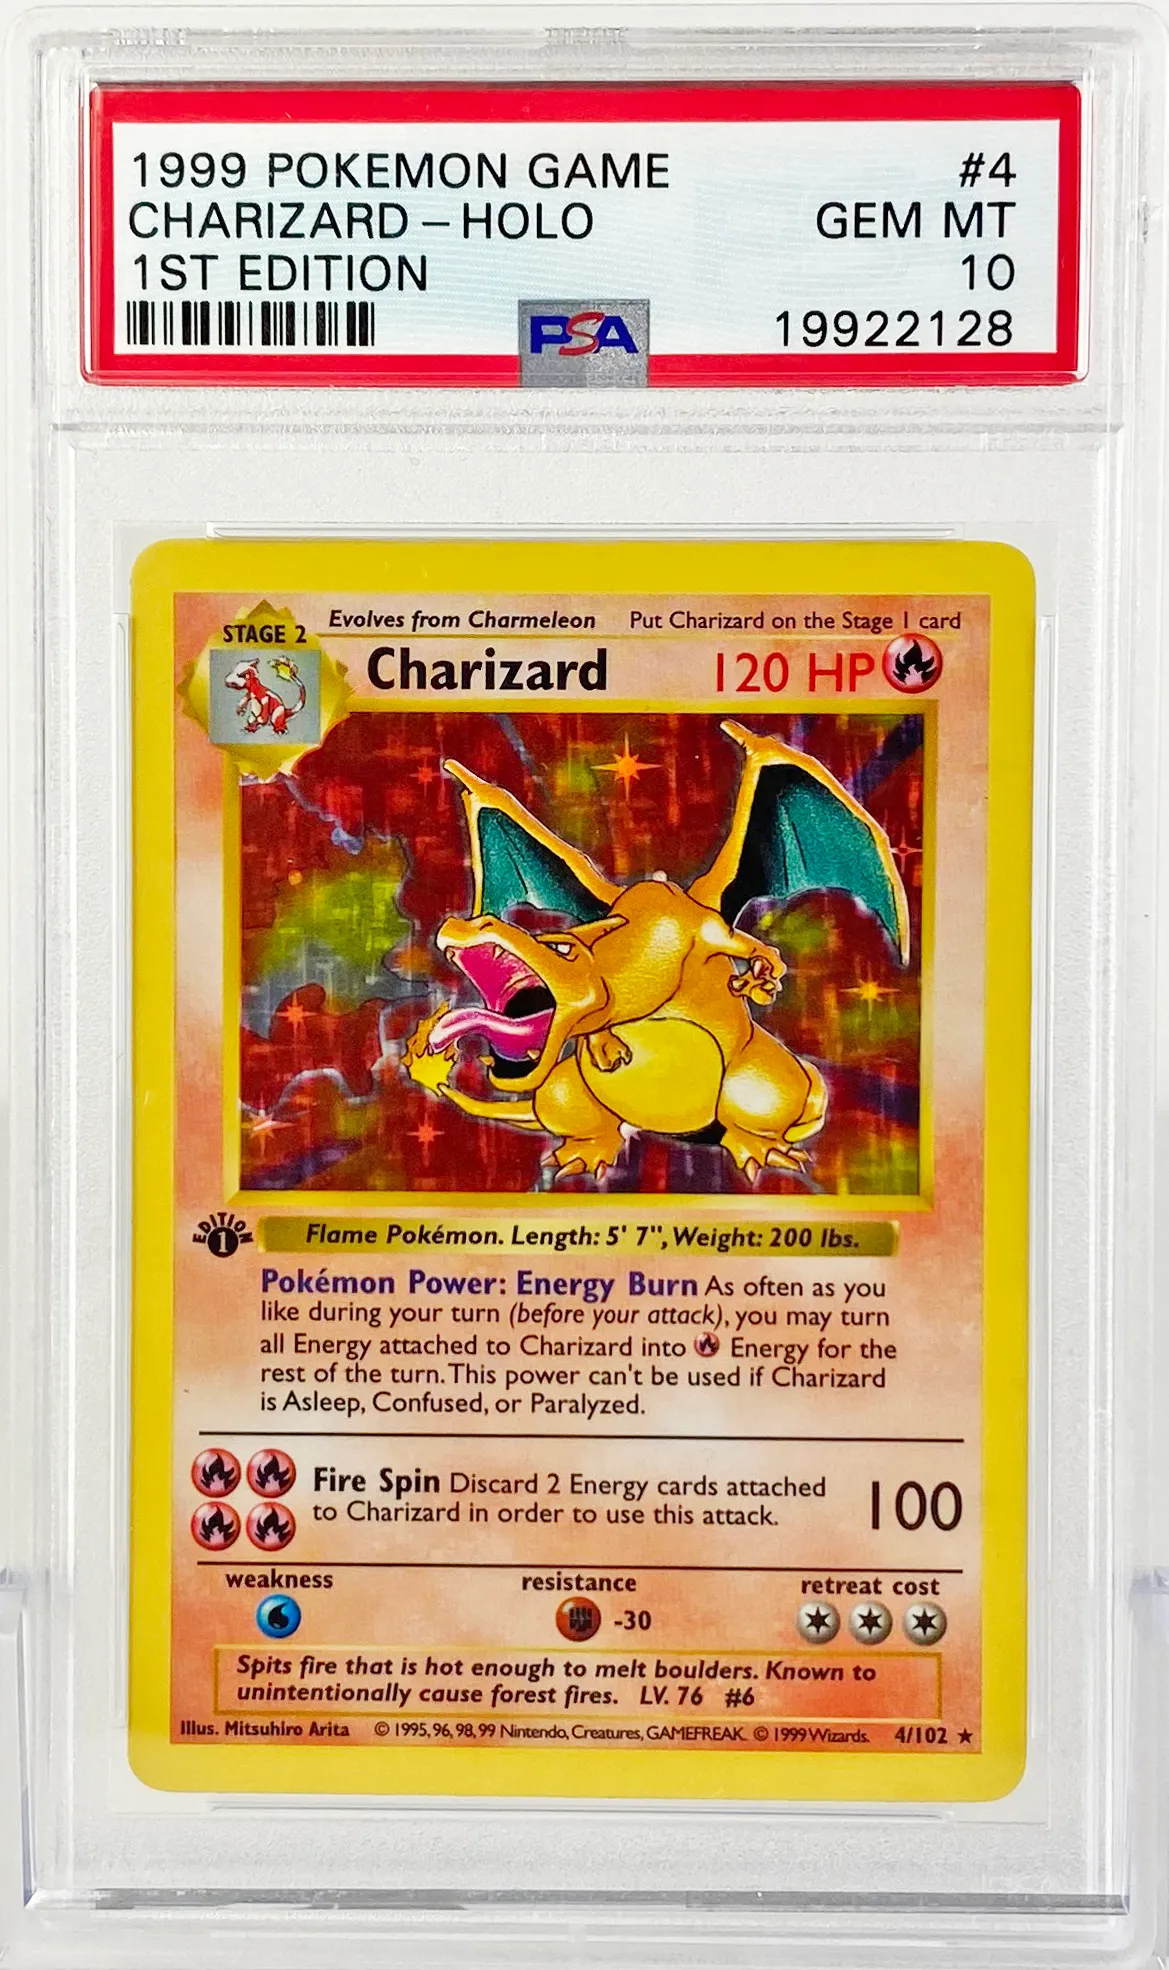 1999 POKEMON GAME #4
CHARIZARD – HOLO GEM MT
1ST EDITION 10
PSA 19922128
STAGE 2 Evolves from Charmeleon Put Charizard on the Stage 1 card
Charizard 120 HP
EDITION 1
Flame Pokémon. Length: 5' 7", Weight: 200 lbs.
Pokémon Power: Energy Burn As often as you
like during your turn (before your attack), you may turn
all Energy attached to Charizard into Energy for the
rest of the turn. This power can't be used if Charizard
is Asleep, Confused, or Paralyzed.
Fire Spin Discard 2 Energy cards attached
to Charizard in order to use this attack.
100
weakness resistance retreat cost
-30
Spits fire that is hot enough to melt boulders. Known to
unintentionally cause forest fires. LV. 76 #6
Illus. Mitsuhiro Arita © 1995, 96, 98, 99 Nintendo, Creatures, GAMEFREAK. © 1999 Wizards. 4/102 ★